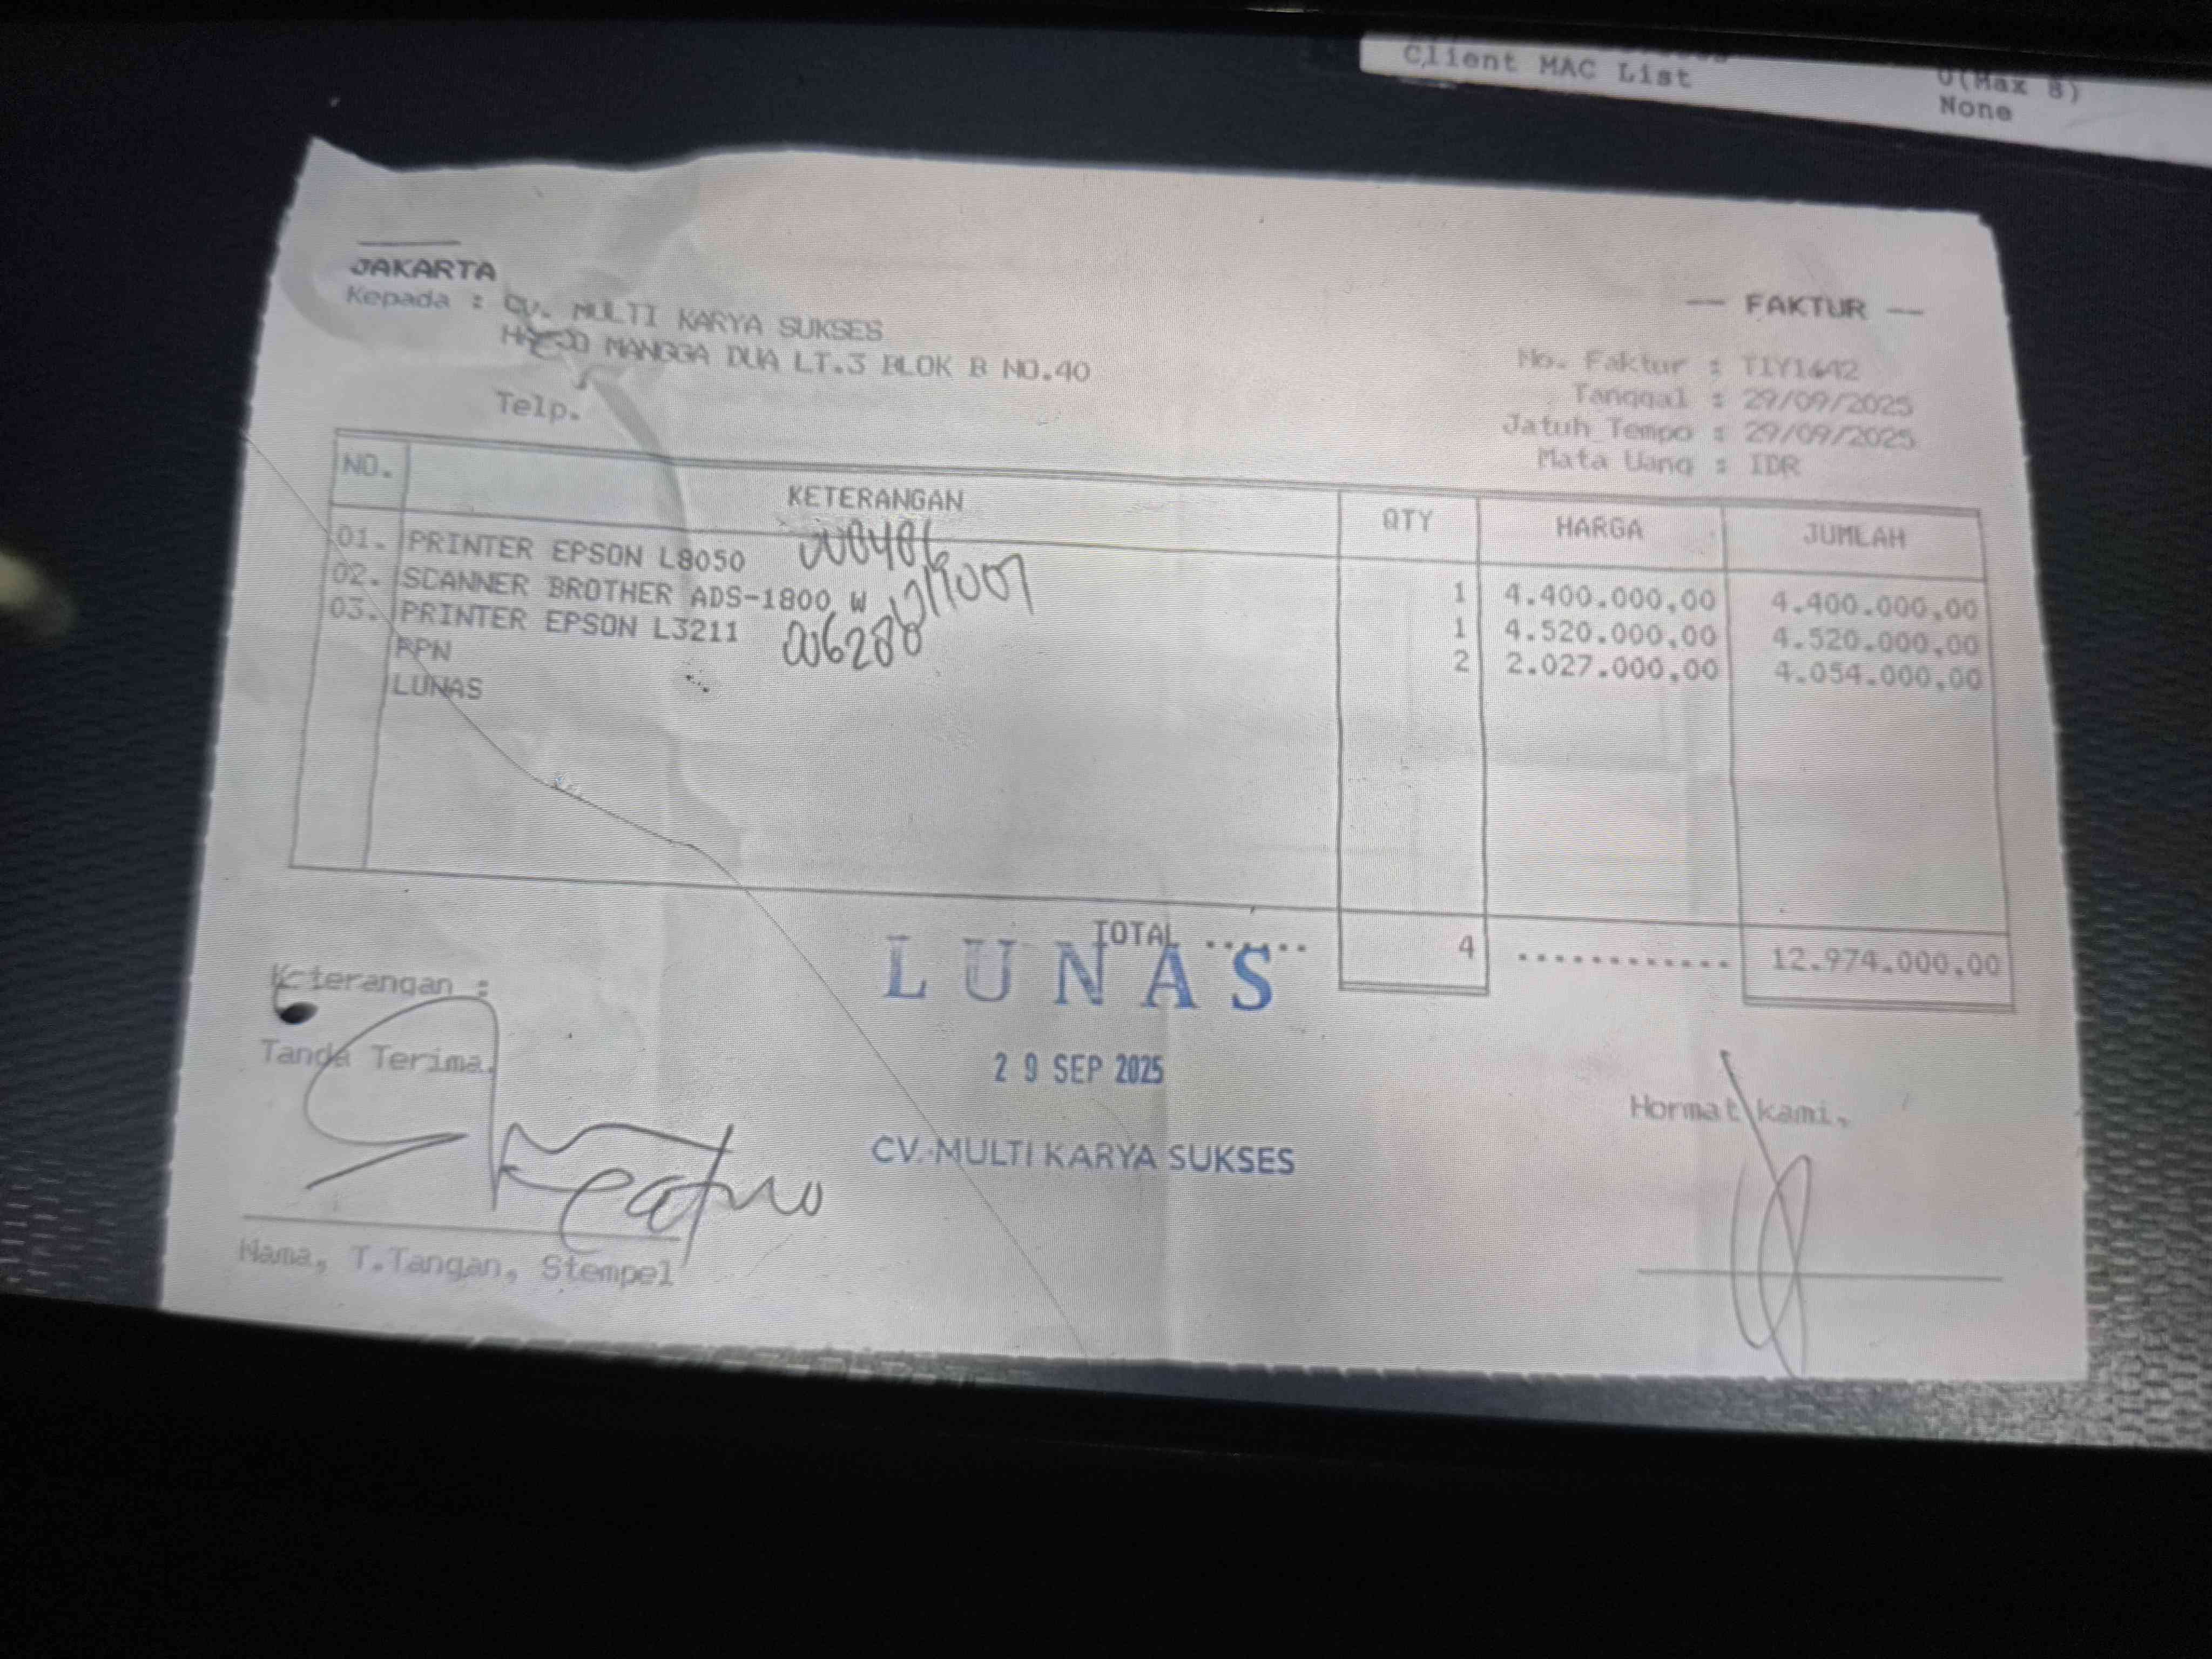 Client MAC List
0(Max 8)
None
JAKARTA
Kepada : CV. MULTI KARYA SUKSES
MANGGA DUA LT.3 BLOK B NO.40
Telp.
— FAKTUR —
No. Faktur : TIY1642
Tanggal : 29/09/2025
Jatuh Tempo : 29/09/2025
Mata Uang : IDR
NO. KETERANGAN QTY HARGA JUMLAH
01. PRINTER EPSON L8050 1 4.400.000,00 4.400.000,00
02. SCANNER BROTHER ADS-1800 W 1 4.520.000,00 4.520.000,00
03. PRINTER EPSON L3211 006288 2 2.027.000,00 4.054.000,00
PPN
LUNAS
TOTAL ...... 4 ............ 12.974.000,00
LUNAS
29 SEP 2025
CV. MULTI KARYA SUKSES
Keterangan :
Tanda Terima,
Nama, T.Tangan, Stempel
Hormat kami,